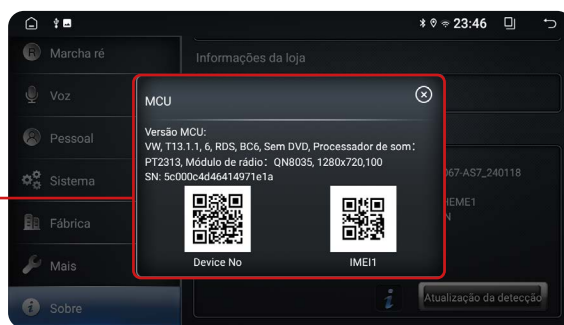 23:46
R Marcha ré
Informações da loja
Voz
MCU
Pessoal
Versão MCU:
VW, T13.1.1, 6, RDS, BC6, Sem DVD, Processador de som:
PT2313, Módulo de rádio: QN8035, 1280x720,100
SN: 5c000c4d46414971e1a
Sistema
067-AS7_240118
HEME1
N
Fábrica
Device No
IMEI1
Mais
Sobre
i
Atualização da detecção